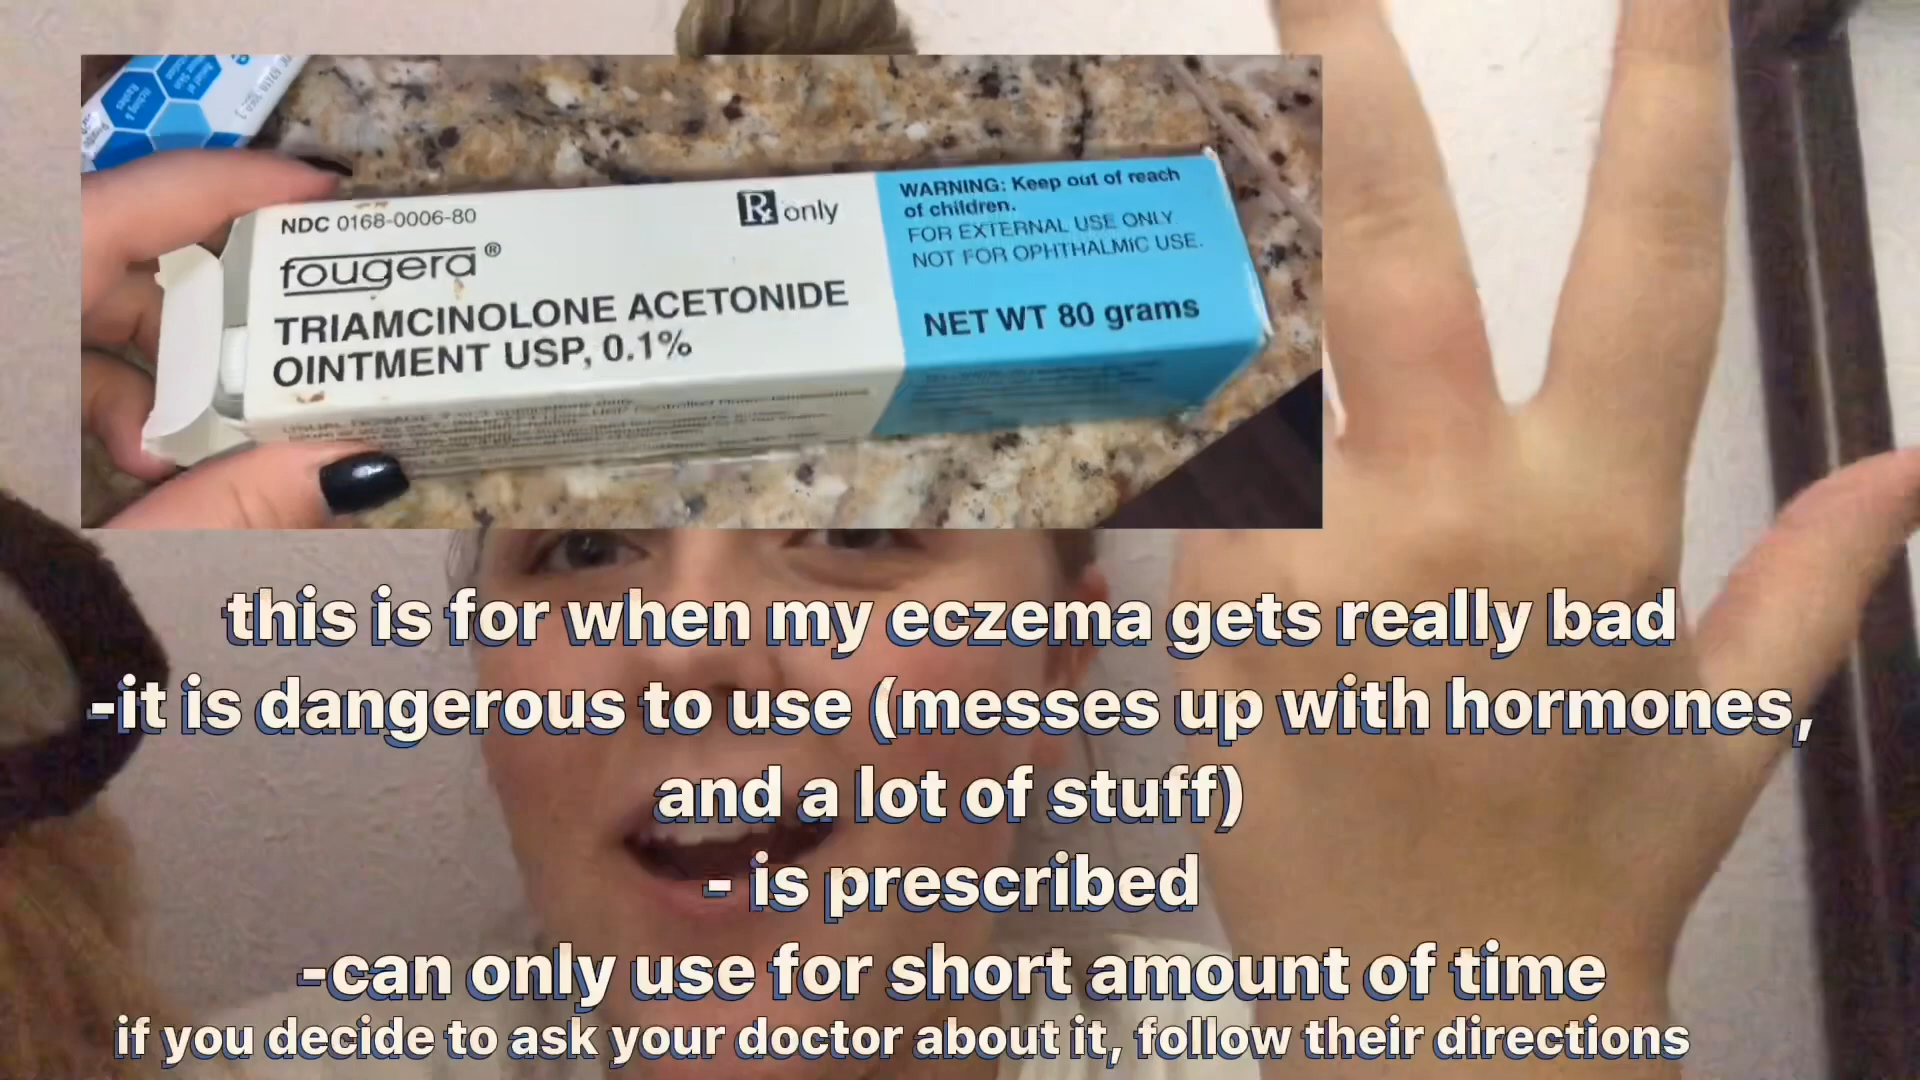 Rx only
NDC 0168-0006-80
fougera®
TRIAMCINOLONE ACETONIDE
OINTMENT USP, 0.1%
WARNING: Keep out of reach
of children.
FOR EXTERNAL USE ONLY
NOT FOR OPHTHALMIC USE.
NET WT 80 grams
this is for when my eczema gets really bad
-it is dangerous to use (messes up with hormones,
and a lot of stuff)
- is prescribed
-can only use for short amount of time
if you decide to ask your doctor about it, follow their directions